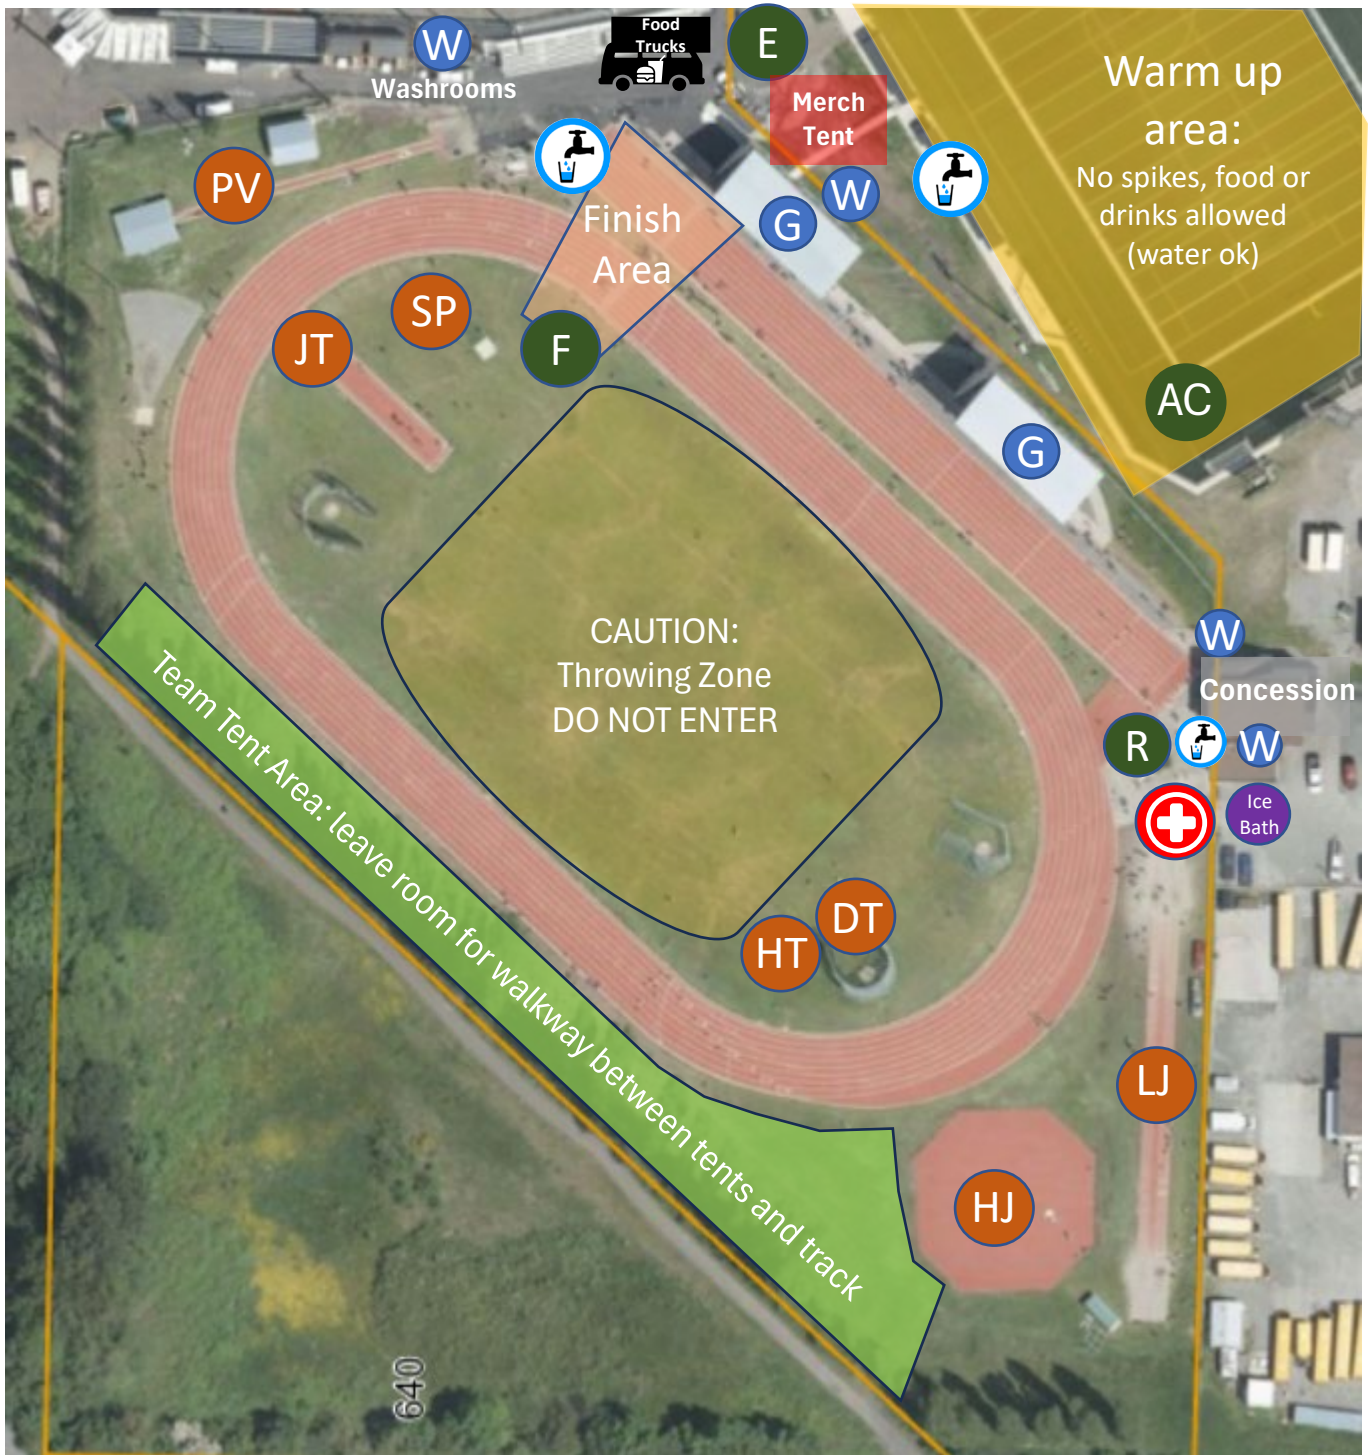 W
Washrooms
Food
Trucks
E
Merch
Tent
Warm up
area:
No spikes, food or
drinks allowed
(water ok)
PV
W
G
Finish
Area
SP
JT
F
AC
G
CAUTION:
Throwing Zone
DO NOT ENTER
W
Concession
R
W
Ice
Bath
Team Tent Area: leave room for walkway between tents and track
DT
HT
LJ
HJ
640